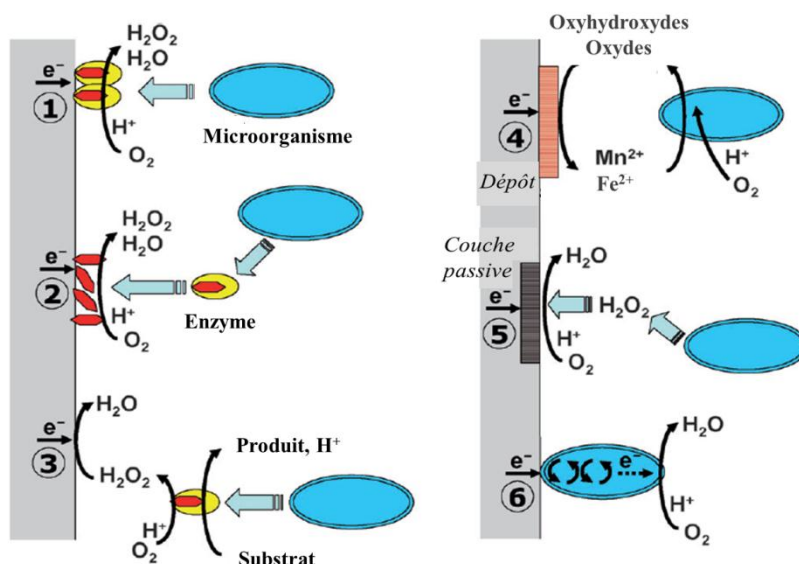 H₂O₂
H₂O
e⁻
1
H⁺
O₂
Microorganisme
H₂O₂
H₂O
e⁻
2
H⁺
O₂
Enzyme
H₂O
e⁻
3
H₂O₂
H⁺
O₂
Produit, H⁺
Substrat
Oxyhydroxydes
Oxydes
e⁻
4
Dépôt
Mn²⁺
Fe²⁺
H⁺
O₂
Couche
passive
H₂O
e⁻
5
H₂O₂
H⁺
O₂
H₂O
e⁻
e⁻
6
H⁺
O₂